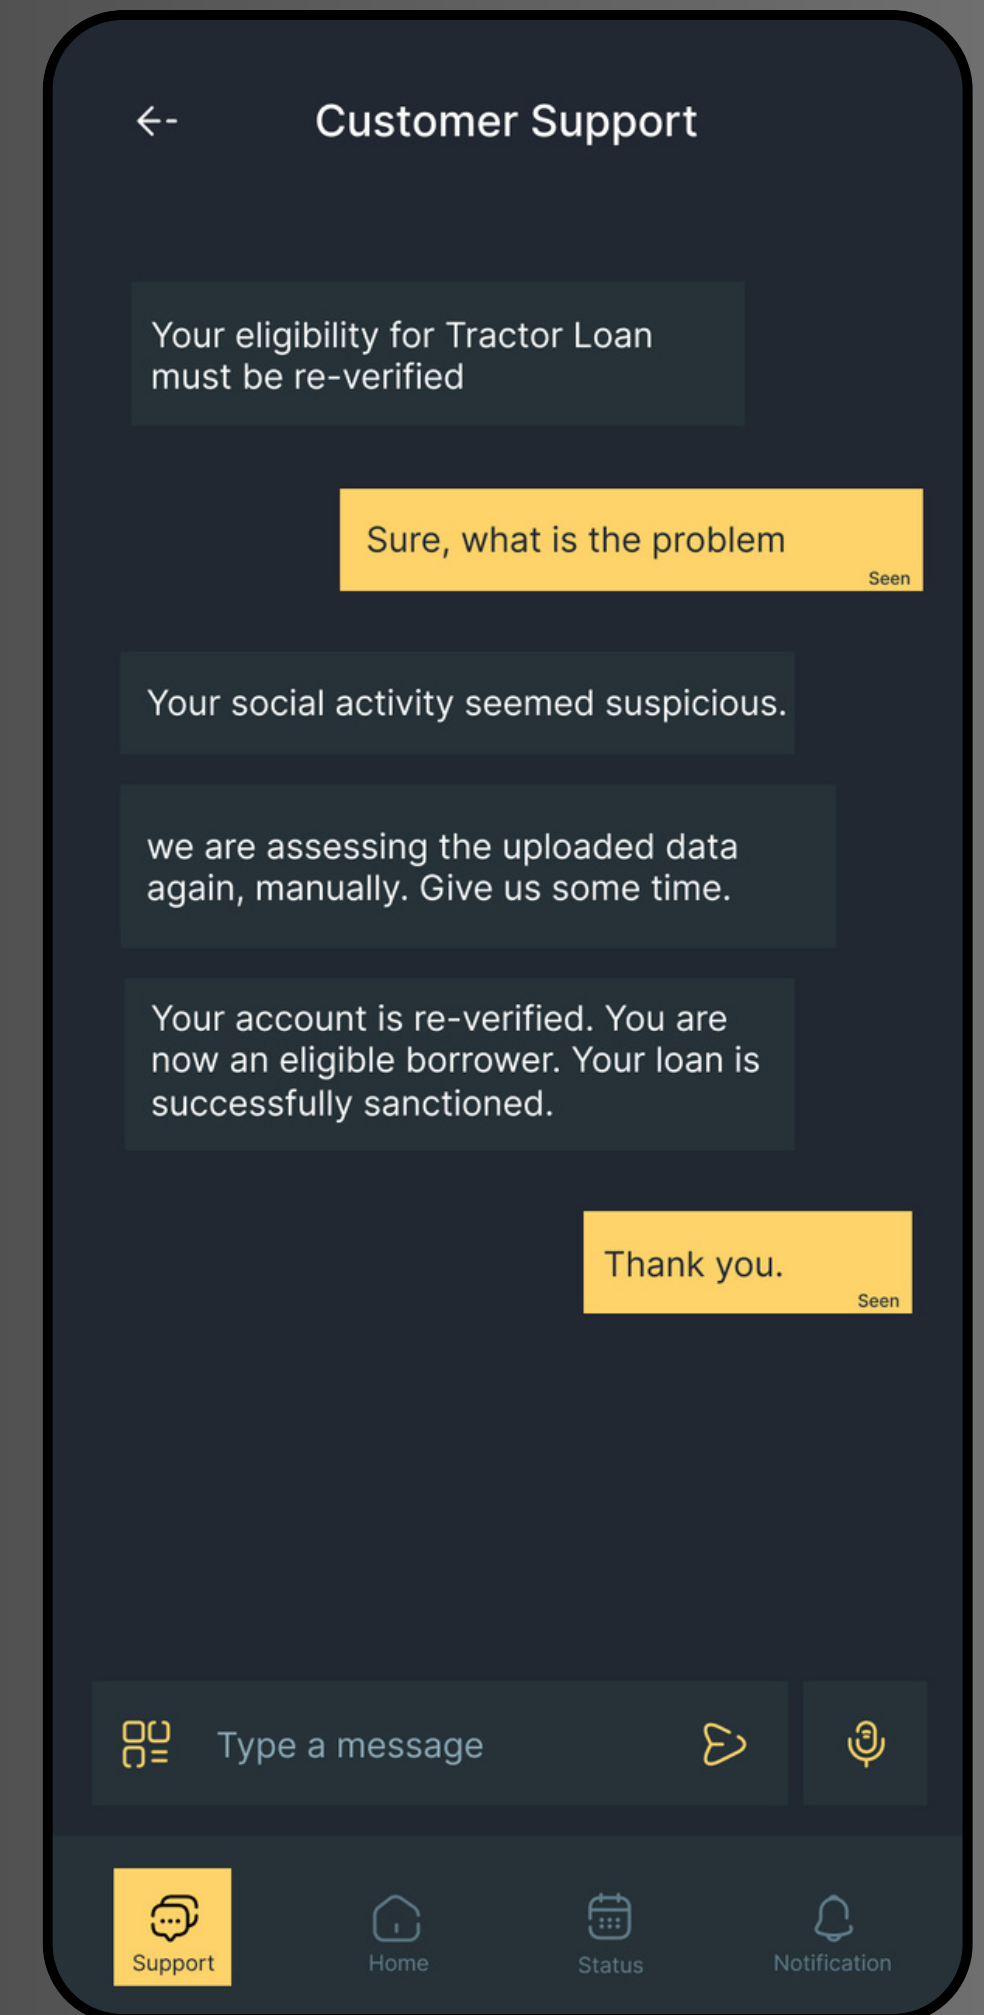 Customer Support
Your eligibility for Tractor Loan
must be re-verified
Sure, what is the problem
Seen
Your social activity seemed suspicious.
we are assessing the uploaded data
again, manually. Give us some time.
Your account is re-verified. You are
now an eligible borrower. Your loan is
successfully sanctioned.
Thank you.
Seen
Type a message
Support
Home
Status
Notification